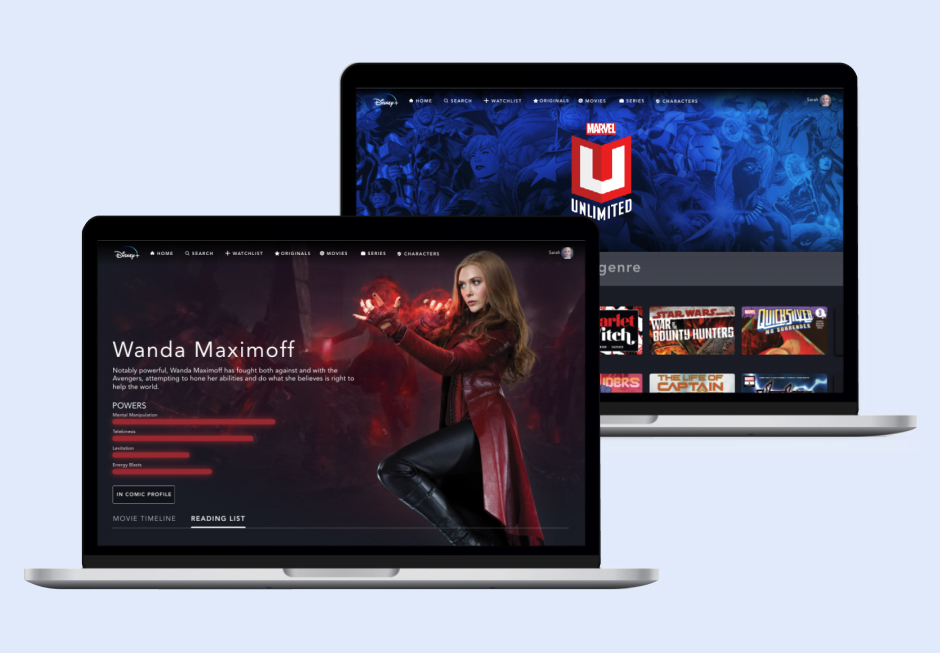 Disney+ HOME SEARCH WATCHLIST ORIGINALS MOVIES SERIES CHARACTERS Sarah
MARVEL
U
UNLIMITED
genre
STAR WARS
WAR OF THE BOUNTY HUNTERS
MARVEL QUICKSILVER
NO SURRENDER
1
THE LIFE OF
CAPTAIN
Disney+ HOME SEARCH WATCHLIST ORIGINALS MOVIES SERIES CHARACTERS Sarah
Wanda Maximoff
Notably powerful, Wanda Maximoff has fought both against and with the
Avengers, attempting to hone her abilities and do what she believes is right to
help the world.
POWERS
Mental Manipulation
Telekinesis
Levitation
Energy Blasts
IN COMIC PROFILE
MOVIE TIMELINE READING LIST